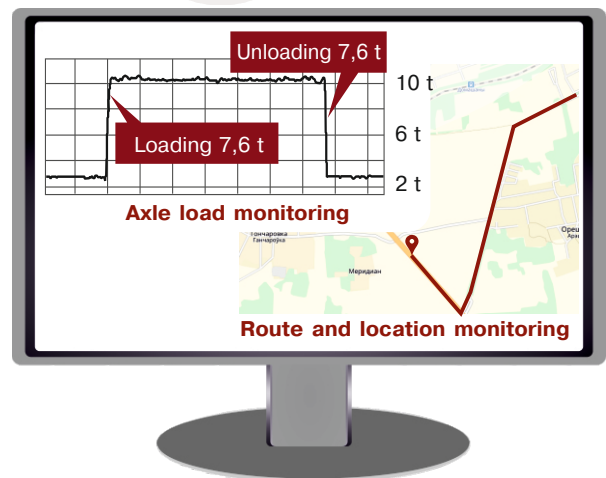 Unloading 7,6 t
10 t
Loading 7,6 t
6 t
2 t
Axle load monitoring
Гончаровка
Ганчароўка
Меридиан
Ореш
Route and location monitoring